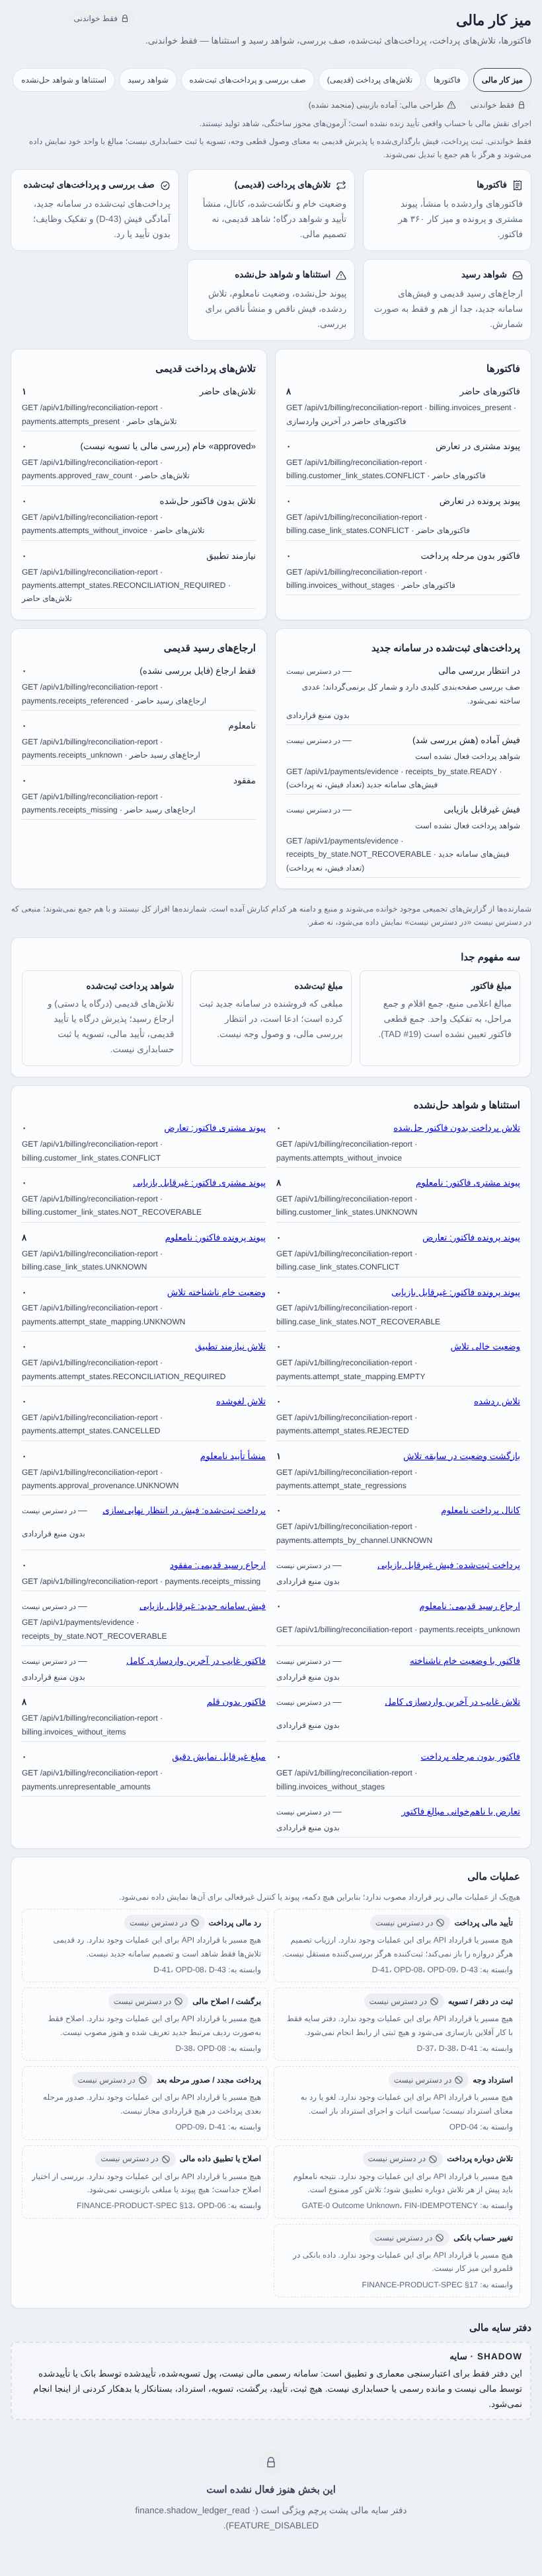 میز کار مالی
فقط خواندنی
فاکتورها، تلاش‌های پرداخت، پرداخت‌های ثبت‌شده، صف بررسی، شواهد رسید و استثناها — فقط خواندنی.
میز کار مالی
فاکتورها
تلاش‌های پرداخت (قدیمی)
صف بررسی و پرداخت‌های ثبت‌شده
شواهد رسید
استثناها و شواهد حل‌نشده
فقط خواندنی
طراحی مالی: آماده بازبینی (منجمد نشده)
اجرای نقش مالی با حساب واقعی تأیید زنده نشده است؛ آزمون‌های مجوز ساختگی، شاهد تولید نیستند.
فقط خواندنی. ثبت پرداخت، فیش بارگذاری‌شده یا پذیرش قدیمی به معنای وصول قطعی وجه، تسویه یا ثبت حسابداری نیست؛ مبالغ با واحد خود نمایش داده
می‌شوند و هرگز با هم جمع یا تبدیل نمی‌شوند.
فاکتورها
فاکتورهای واردشده با منشأ، پیوند
مشتری و پرونده و میز کار ۳۶۰ هر
فاکتور.
تلاش‌های پرداخت (قدیمی)
وضعیت خام و نگاشت‌شده، کانال، منشأ
تأیید و شواهد درگاه؛ شاهد قدیمی، نه
تصمیم مالی.
صف بررسی و پرداخت‌های ثبت‌شده
پرداخت‌های ثبت‌شده در سامانه جدید،
آمادگی فیش (D-43) و تفکیک وظایف؛
بدون تأیید یا رد.
شواهد رسید
ارجاع‌های رسید قدیمی و فیش‌های
سامانه جدید، جدا از هم و فقط به صورت
شمارش.
استثناها و شواهد حل‌نشده
پیوند حل‌نشده، وضعیت نامعلوم، تلاش
ردشده، فیش ناقص و منشأ ناقص برای
بررسی.
فاکتورها
فاکتورهای حاضر ۸
GET /api/v1/billing/reconciliation-report · billing.invoices_present ·
فاکتورهای حاضر در آخرین واردسازی
پیوند مشتری در تعارض ۰
GET /api/v1/billing/reconciliation-report ·
billing.customer_link_states.CONFLICT · فاکتورهای حاضر
پیوند پرونده در تعارض ۰
GET /api/v1/billing/reconciliation-report ·
billing.case_link_states.CONFLICT · فاکتورهای حاضر
فاکتور بدون مرحله پرداخت ۰
GET /api/v1/billing/reconciliation-report ·
billing.invoices_without_stages · فاکتورهای حاضر
تلاش‌های پرداخت قدیمی
تلاش‌های حاضر ۱
GET /api/v1/billing/reconciliation-report ·
payments.attempts_present · تلاش‌های حاضر
«approved» خام (بررسی مالی یا تسویه نیست) ۰
GET /api/v1/billing/reconciliation-report ·
payments.approved_raw_count · تلاش‌های حاضر
تلاش بدون فاکتور حل‌شده ۰
GET /api/v1/billing/reconciliation-report ·
payments.attempts_without_invoice · تلاش‌های حاضر
نیازمند تطبیق ۰
GET /api/v1/billing/reconciliation-report ·
payments.attempt_states.RECONCILIATION_REQUIRED ·
تلاش‌های حاضر
پرداخت‌های ثبت‌شده در سامانه جدید
در انتظار بررسی مالی — در دسترس نیست
صف بررسی صفحه‌بندی کلیدی دارد و شمار کل برنمی‌گرداند؛ عددی
ساخته نمی‌شود.
بدون منبع قراردادی
فیش آماده (هش بررسی شد) — در دسترس نیست
شواهد پرداخت فعال نشده است
GET /api/v1/payments/evidence · receipts_by_state.READY ·
فیش‌های سامانه جدید (تعداد فیش، نه پرداخت)
فیش غیرقابل بازیابی — در دسترس نیست
شواهد پرداخت فعال نشده است
GET /api/v1/payments/evidence ·
receipts_by_state.NOT_RECOVERABLE · فیش‌های سامانه جدید
(تعداد فیش، نه پرداخت)
ارجاع‌های رسید قدیمی
فقط ارجاع (فایل بررسی نشده) ۰
GET /api/v1/billing/reconciliation-report ·
payments.receipts_referenced · ارجاع‌های رسید حاضر
نامعلوم ۰
GET /api/v1/billing/reconciliation-report ·
payments.receipts_unknown · ارجاع‌های رسید حاضر
مفقود ۰
GET /api/v1/billing/reconciliation-report ·
payments.receipts_missing · ارجاع‌های رسید حاضر
شمارنده‌ها از گزارش‌های تجمیعی موجود خوانده می‌شوند و منبع و دامنه هر کدام کنارش آمده است. شمارنده‌ها افراز کل نیستند و با هم جمع نمی‌شوند؛ منبعی که
در دسترس نیست «در دسترس نیست» نمایش داده می‌شود، نه صفر.
سه مفهوم جدا
مبلغ فاکتور
مبالغ اعلامی منبع، جمع اقلام و جمع
مراحل، به تفکیک واحد. جمع قطعی
فاکتور تعیین نشده است (TAD #19).
مبلغ ثبت‌شده
مبلغی که فروشنده در سامانه جدید ثبت
کرده است؛ ادعا است، در انتظار
بررسی مالی، و وصول وجه نیست.
شواهد پرداخت ثبت‌شده
تلاش‌های قدیمی (درگاه یا دستی) و
ارجاع رسید؛ پذیرش درگاه یا تأیید
قدیمی، تأیید مالی، تسویه یا ثبت
حسابداری نیست.
استثناها و شواهد حل‌نشده
تلاش پرداخت بدون فاکتور حل‌شده ۰
GET /api/v1/billing/reconciliation-report ·
payments.attempts_without_invoice
پیوند مشتری فاکتور: تعارض ۰
GET /api/v1/billing/reconciliation-report ·
billing.customer_link_states.CONFLICT
پیوند مشتری فاکتور: نامعلوم ۸
GET /api/v1/billing/reconciliation-report ·
billing.customer_link_states.UNKNOWN
پیوند مشتری فاکتور: غیرقابل بازیابی ۰
GET /api/v1/billing/reconciliation-report ·
billing.customer_link_states.NOT_RECOVERABLE
پیوند پرونده فاکتور: تعارض ۰
GET /api/v1/billing/reconciliation-report ·
billing.case_link_states.CONFLICT
پیوند پرونده فاکتور: نامعلوم ۸
GET /api/v1/billing/reconciliation-report ·
billing.case_link_states.UNKNOWN
پیوند پرونده فاکتور: غیرقابل بازیابی ۰
GET /api/v1/billing/reconciliation-report ·
billing.case_link_states.NOT_RECOVERABLE
وضعیت خام ناشناخته تلاش ۰
GET /api/v1/billing/reconciliation-report ·
payments.attempt_state_mapping.UNKNOWN
وضعیت خالی تلاش ۰
GET /api/v1/billing/reconciliation-report ·
payments.attempt_state_mapping.EMPTY
تلاش نیازمند تطبیق ۰
GET /api/v1/billing/reconciliation-report ·
payments.attempt_states.RECONCILIATION_REQUIRED
تلاش ردشده ۰
GET /api/v1/billing/reconciliation-report ·
payments.attempt_states.REJECTED
تلاش لغوشده ۰
GET /api/v1/billing/reconciliation-report ·
payments.attempt_states.CANCELLED
بازگشت وضعیت در سابقه تلاش ۱
GET /api/v1/billing/reconciliation-report ·
payments.attempt_state_regressions
منشأ تأیید نامعلوم ۰
GET /api/v1/billing/reconciliation-report ·
payments.approval_provenance.UNKNOWN
کانال پرداخت نامعلوم ۰
GET /api/v1/billing/reconciliation-report ·
payments.attempts_by_channel.UNKNOWN
پرداخت ثبت‌شده: فیش در انتظار نهایی‌سازی — در دسترس نیست
بدون منبع قراردادی
پرداخت ثبت‌شده: فیش غیرقابل بازیابی — در دسترس نیست
بدون منبع قراردادی
ارجاع رسید قدیمی: مفقود ۰
GET /api/v1/billing/reconciliation-report · payments.receipts_missing
ارجاع رسید قدیمی: نامعلوم ۰
GET /api/v1/billing/reconciliation-report · payments.receipts_unknown
فیش سامانه جدید: غیرقابل بازیابی — در دسترس نیست
GET /api/v1/payments/evidence ·
receipts_by_state.NOT_RECOVERABLE
فاکتور با وضعیت خام ناشناخته — در دسترس نیست
بدون منبع قراردادی
فاکتور غایب در آخرین واردسازی کامل — در دسترس نیست
بدون منبع قراردادی
تلاش غایب در آخرین واردسازی کامل — در دسترس نیست
بدون منبع قراردادی
فاکتور بدون قلم ۸
GET /api/v1/billing/reconciliation-report ·
billing.invoices_without_items
فاکتور بدون مرحله پرداخت ۰
GET /api/v1/billing/reconciliation-report ·
billing.invoices_without_stages
مبلغ غیرقابل نمایش دقیق ۰
GET /api/v1/billing/reconciliation-report ·
payments.unrepresentable_amounts
تعارض یا ناهم‌خوانی مبالغ فاکتور — در دسترس نیست
بدون منبع قراردادی
عملیات مالی
هیچ‌یک از عملیات مالی زیر قرارداد مصوب ندارد؛ بنابراین هیچ دکمه، پیوند یا کنترل غیرفعالی برای آن‌ها نمایش داده نمی‌شود.
تأیید مالی پرداخت در دسترس نیست
هیچ مسیر یا قرارداد API برای این عملیات وجود ندارد. ارزیاب تصمیم
هرگز دروازه را باز نمی‌کند؛ ثبت‌کننده هرگز بررسی‌کننده مستقل نیست.
وابسته به: D-41، OPD-08، OPD-09، D-43
رد مالی پرداخت در دسترس نیست
هیچ مسیر یا قرارداد API برای این عملیات وجود ندارد. رد قدیمی
تلاش‌ها فقط شاهد است و تصمیم سامانه جدید نیست.
وابسته به: D-41، OPD-08، D-43
ثبت در دفتر / تسویه در دسترس نیست
هیچ مسیر یا قرارداد API برای این عملیات وجود ندارد. دفتر سایه فقط
با کار آفلاین بازسازی می‌شود و هیچ ثبتی از رابط انجام نمی‌شود.
وابسته به: D-37، D-38، D-41
برگشت / اصلاح مالی در دسترس نیست
هیچ مسیر یا قرارداد API برای این عملیات وجود ندارد. اصلاح فقط
به‌صورت ردیف مرتبط جدید تعریف شده و هنوز مصوب نیست.
وابسته به: D-38، OPD-08
استرداد وجه در دسترس نیست
هیچ مسیر یا قرارداد API برای این عملیات وجود ندارد. لغو یا رد به
معنای استرداد نیست؛ سیاست اثبات و اجرای استرداد باز است.
وابسته به: OPD-04
پرداخت مجدد / صدور مرحله بعد در دسترس نیست
هیچ مسیر یا قرارداد API برای این عملیات وجود ندارد. صدور مرحله
بعدی پرداخت در هیچ قراردادی مجاز نیست.
وابسته به: OPD-09، D-41
تلاش دوباره پرداخت در دسترس نیست
هیچ مسیر یا قرارداد API برای این عملیات وجود ندارد. نتیجه نامعلوم
باید پیش از هر تلاش دوباره تطبیق شود؛ تلاش کور ممنوع است.
وابسته به: GATE-0 Outcome Unknown، FIN-IDEMPOTENCY
اصلاح یا تطبیق داده مالی در دسترس نیست
هیچ مسیر یا قرارداد API برای این عملیات وجود ندارد. بررسی از اختیار
اصلاح جداست؛ هیچ پیوند یا مبلغی بازنویسی نمی‌شود.
وابسته به: FINANCE-PRODUCT-SPEC §13، OPD-06
تغییر حساب بانکی در دسترس نیست
هیچ مسیر یا قرارداد API برای این عملیات وجود ندارد. داده بانکی در
قلمرو این میز کار نیست.
وابسته به: FINANCE-PRODUCT-SPEC §17
دفتر سایه مالی
SHADOW · سایه
این دفتر فقط برای اعتبارسنجی معماری و تطبیق است: سامانه رسمی مالی نیست، پول تسویه‌شده، تأییدشده توسط بانک یا تأییدشده
توسط مالی نیست و مانده رسمی یا حسابداری نیست. هیچ ثبت، تأیید، برگشت، تسویه، استرداد، بستانکار یا بدهکار کردنی از اینجا انجام
نمی‌شود.
این بخش هنوز فعال نشده است
دفتر سایه مالی پشت پرچم ویژگی است (finance.shadow_ledger_read ·
FEATURE_DISABLED).